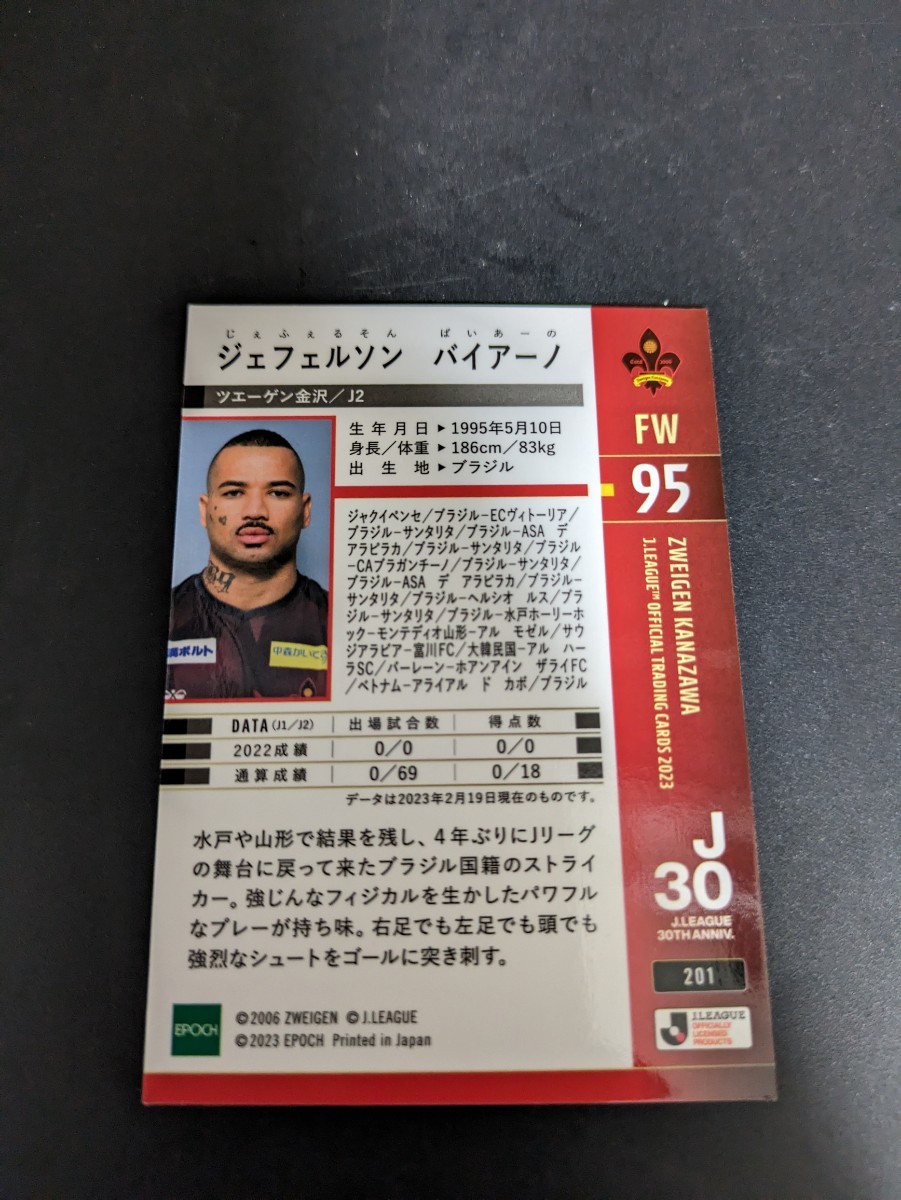 じぇふぇるそん ばいあーの
ジェフェルソン バイアーノ
ツエーゲン金沢／J2
生年月日▶1995年5月10日
身長／体重▶186cm／83kg
出生地▶ブラジル
ジャクイペンセ／ブラジル−ECヴィトーリア／
ブラジル−サンタリタ／ブラジル−ASA デ
アラピラカ／ブラジル−サンタリタ／ブラジル
−CAブラガンチーノ／ブラジル−サンタリタ／
ブラジル−ASA デ アラピラカ／ブラジル−
サンタリタ／ブラジル−ヘルシオ ルス／ブラ
ジル−サンタリタ／ブラジル−水戸ホーリーホ
ック−モンテディオ山形−アル モゼル／サウ
ジアラビア−富川FC／大韓民国−アル ハー
ラSC／バーレーン−ホアンアイン ザライFC
／ベトナム−アライアル ド カボ／ブラジル
DATA（J1／J2） 出場試合数 得点数
2022成績 0／0 0／0
通算成績 0／69 0／18
データは2023年2月19日現在のものです。
水戸や山形で結果を残し、4年ぶりにJリーグ
の舞台に戻って来たブラジル国籍のストライ
カー。強じんなフィジカルを生かしたパワフル
なプレーが持ち味。右足でも左足でも頭でも
強烈なシュートをゴールに突き刺す。
EPOCH
©2006 ZWEIGEN ©J.LEAGUE
©2023 EPOCH Printed in Japan
FW
95
ZWEIGEN KANAZAWA
J.LEAGUE™ OFFICIAL TRADING CARDS 2023
J
30
J.LEAGUE
30TH ANNIV.
201
J.LEAGUE
OFFICIALLY
LICENSED
PRODUCTS
ボルト